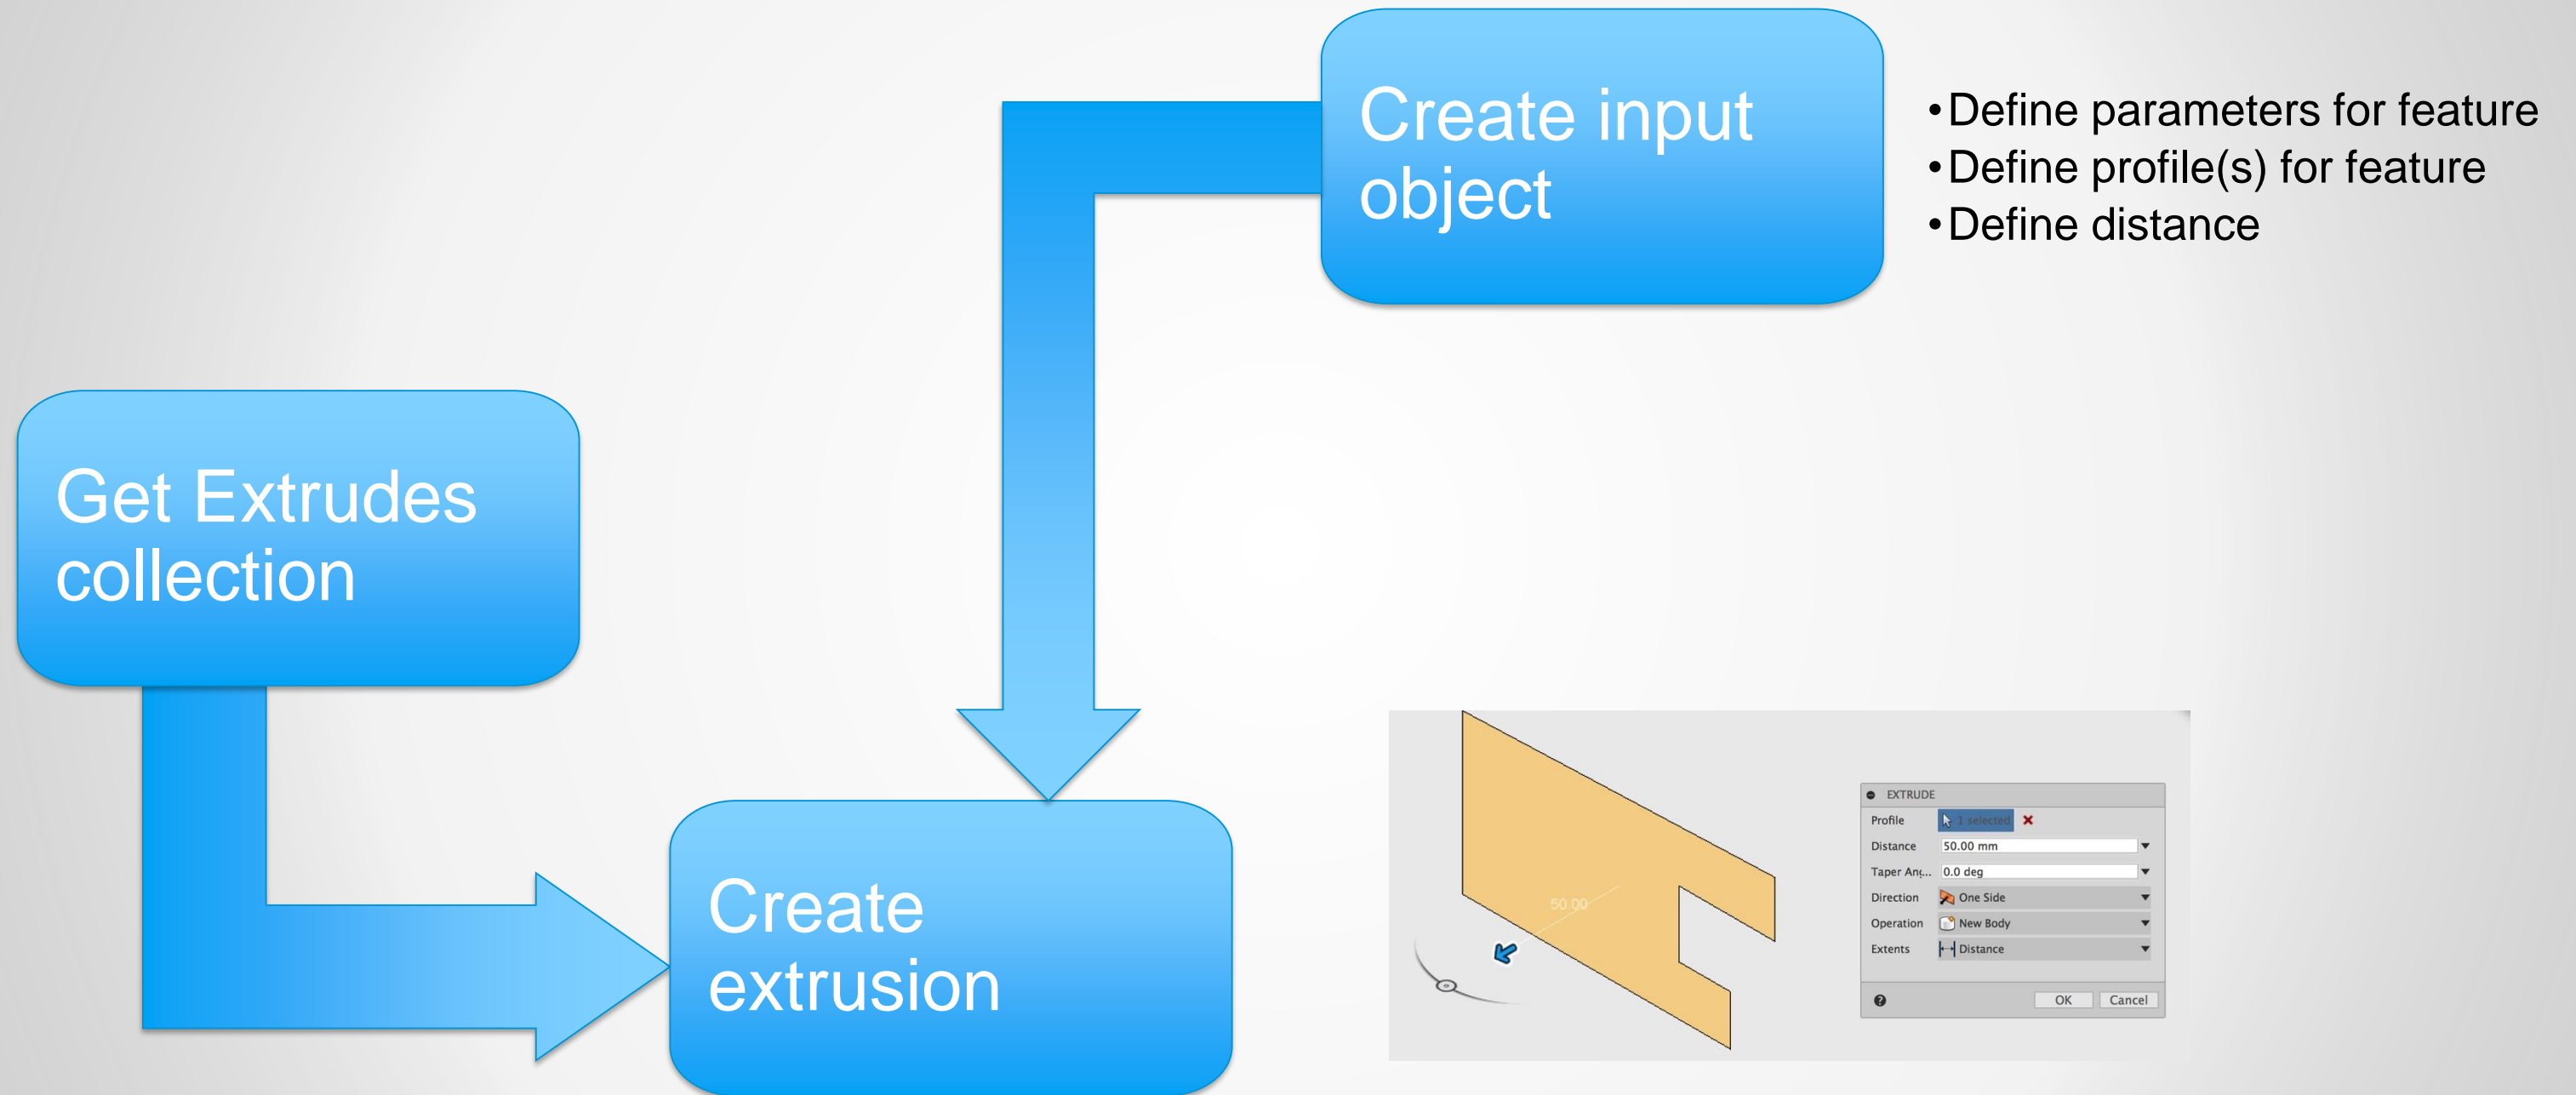 Create input
object
•Define parameters for feature
•Define profile(s) for feature
•Define distance
Get Extrudes
collection
Create
extrusion
50.00
EXTRUDE
Profile 1 selected
Distance 50.00 mm
Taper Ang... 0.0 deg
Direction One Side
Operation New Body
Extents Distance
OK Cancel